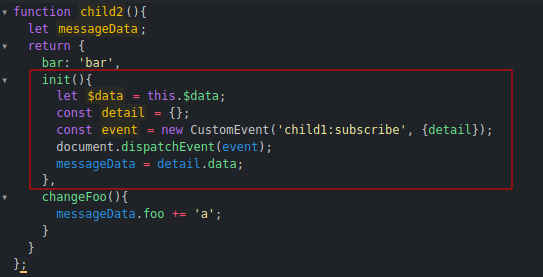 function child2(){
let messageData;
return {
bar: 'bar',
init(){
let $data = this.$data;
const detail = {};
const event = new CustomEvent('child1:subscribe', {detail});
document.dispatchEvent(event);
messageData = detail.data;
},
changeFoo(){
messageData.foo += 'a';
}
}
};